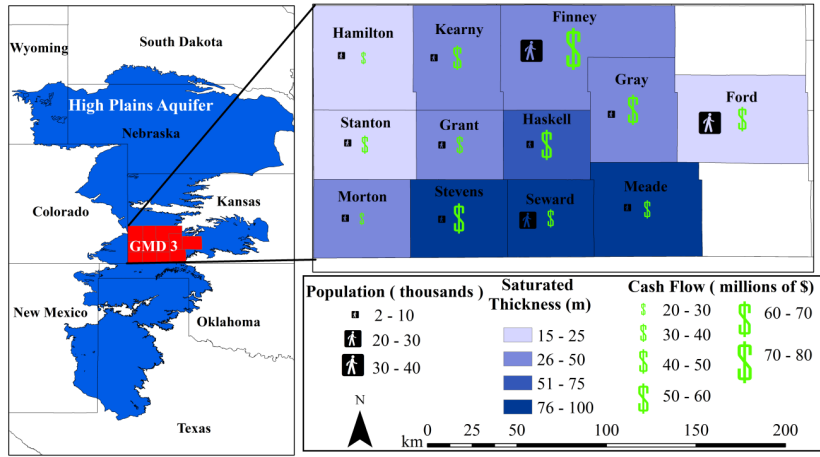 Wyoming
South Dakota
High Plains Aquifer
Nebraska
Colorado
Kansas
GMD 3
New Mexico
Oklahoma
Texas
Hamilton
Kearny
Finney
Gray
Ford
Stanton
Grant
Haskell
Morton
Stevens
Seward
Meade
Population ( thousands )
2 - 10
20 - 30
30 - 40
Saturated
Thickness (m)
15 - 25
26 - 50
51 - 75
76 - 100
Cash Flow ( millions of $)
20 - 30
30 - 40
40 - 50
50 - 60
60 - 70
70 - 80
N
km
0
25
50
100
150
200